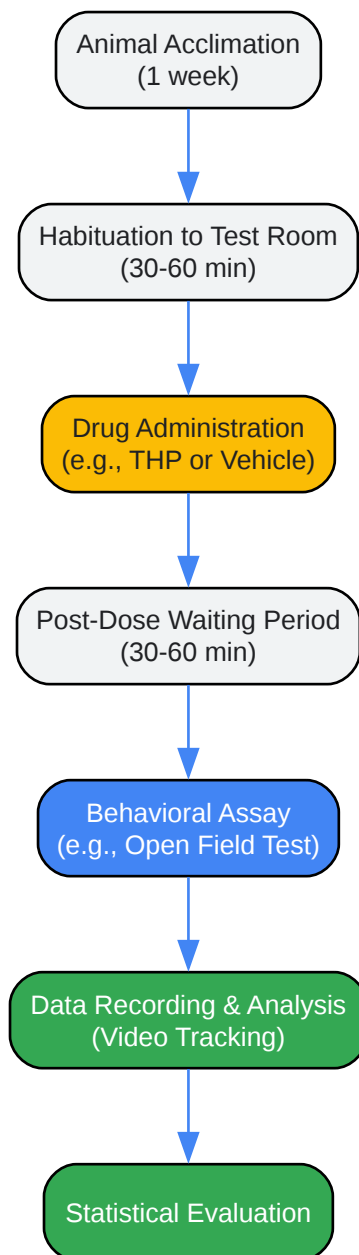 Animal Acclimation
(1 week)
Habituation to Test Room
(30-60 min)
Drug Administration
(e.g., THP or Vehicle)
Post-Dose Waiting Period
(30-60 min)
Behavioral Assay
(e.g., Open Field Test)
Data Recording & Analysis
(Video Tracking)
Statistical Evaluation